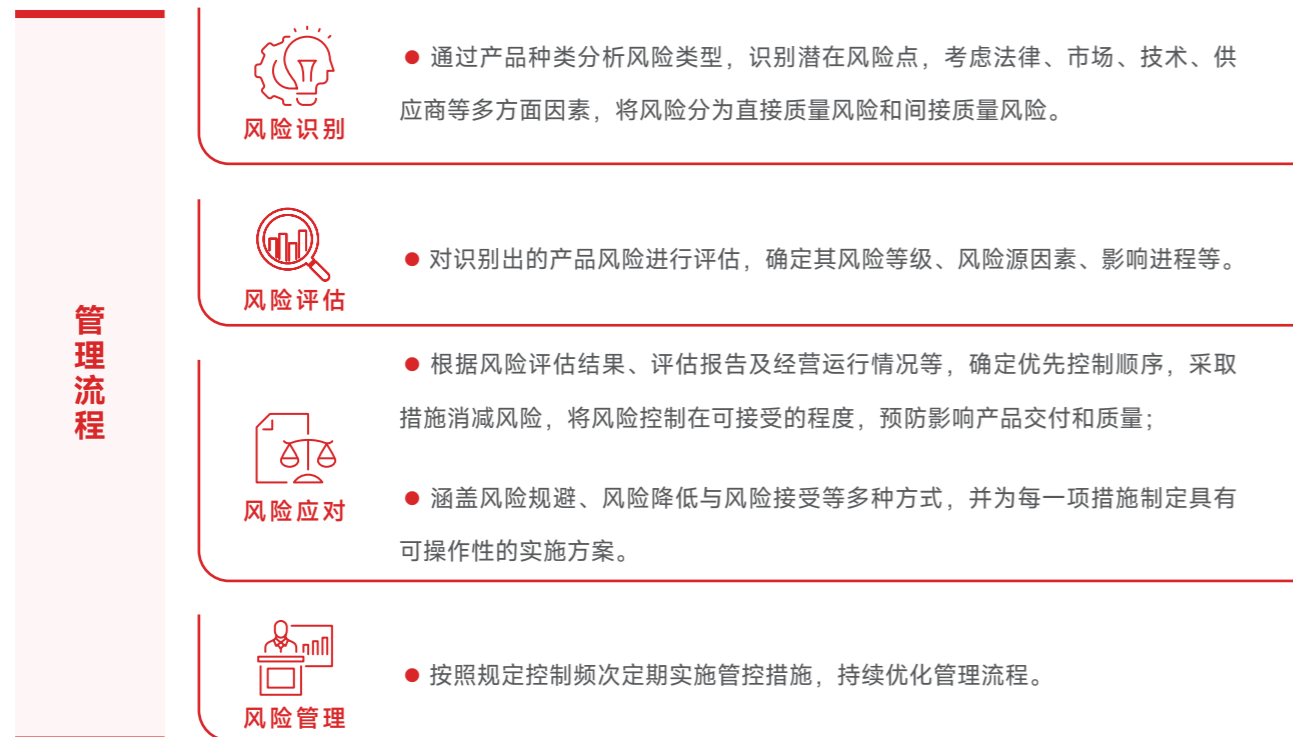 管理流程
风险识别
● 通过产品种类分析风险类型，识别潜在风险点，考虑法律、市场、技术、供
应商等多方面因素，将风险分为直接质量风险和间接质量风险。
风险评估
● 对识别出的产品风险进行评估，确定其风险等级、风险源因素、影响进程等。
风险应对
● 根据风险评估结果、评估报告及经营运行情况等，确定优先控制顺序，采取
措施消减风险，将风险控制在可接受的程度，预防影响产品交付和质量；
● 涵盖风险规避、风险降低与风险接受等多种方式，并为每一项措施制定具有
可操作性的实施方案。
风险管理
● 按照规定控制频次定期实施管控措施，持续优化管理流程。